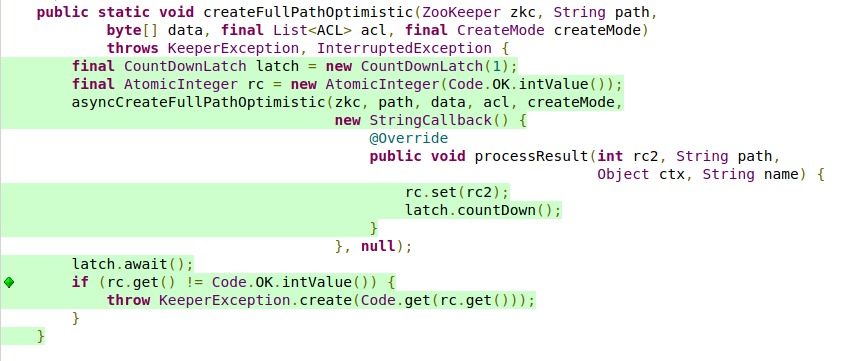 public static void createFullPathOptimistic(ZooKeeper zkc, String path,
        byte[] data, final List<ACL> acl, final CreateMode createMode)
        throws KeeperException, InterruptedException {
    final CountDownLatch latch = new CountDownLatch(1);
    final AtomicInteger rc = new AtomicInteger(Code.OK.intValue());
    asyncCreateFullPathOptimistic(zkc, path, data, acl, createMode,
                                  new StringCallback() {
                                      @Override
                                      public void processResult(int rc2, String path,
                                                                Object ctx, String name) {
                                          rc.set(rc2);
                                          latch.countDown();
                                      }
                                  }, null);
    latch.await();
    if (rc.get() != Code.OK.intValue()) {
        throw KeeperException.create(Code.get(rc.get()));
    }
}